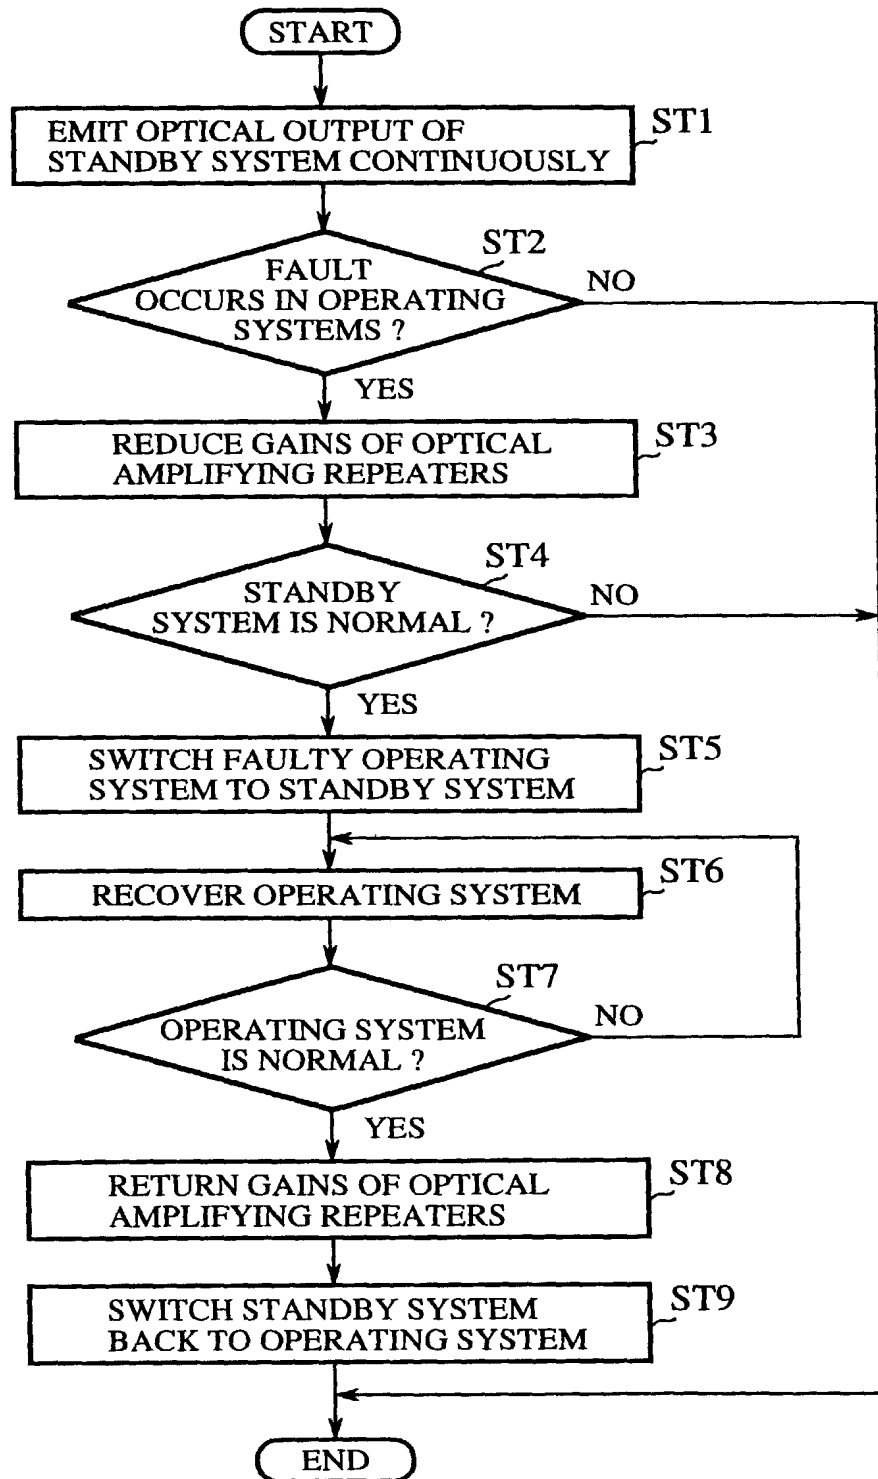 START
EMIT OPTICAL OUTPUT OF
STANDBY SYSTEM CONTINUOUSLY
ST1
ST2
FAULT
OCCURS IN OPERATING
SYSTEMS ?
NO
YES
REDUCE GAINS OF OPTICAL
AMPLIFYING REPEATERS
ST3
ST4
STANDBY
SYSTEM IS NORMAL ?
NO
YES
SWITCH FAULTY OPERATING
SYSTEM TO STANDBY SYSTEM
ST5
RECOVER OPERATING SYSTEM
ST6
ST7
OPERATING SYSTEM
IS NORMAL ?
NO
YES
RETURN GAINS OF OPTICAL
AMPLIFYING REPEATERS
ST8
SWITCH STANDBY SYSTEM
BACK TO OPERATING SYSTEM
ST9
END